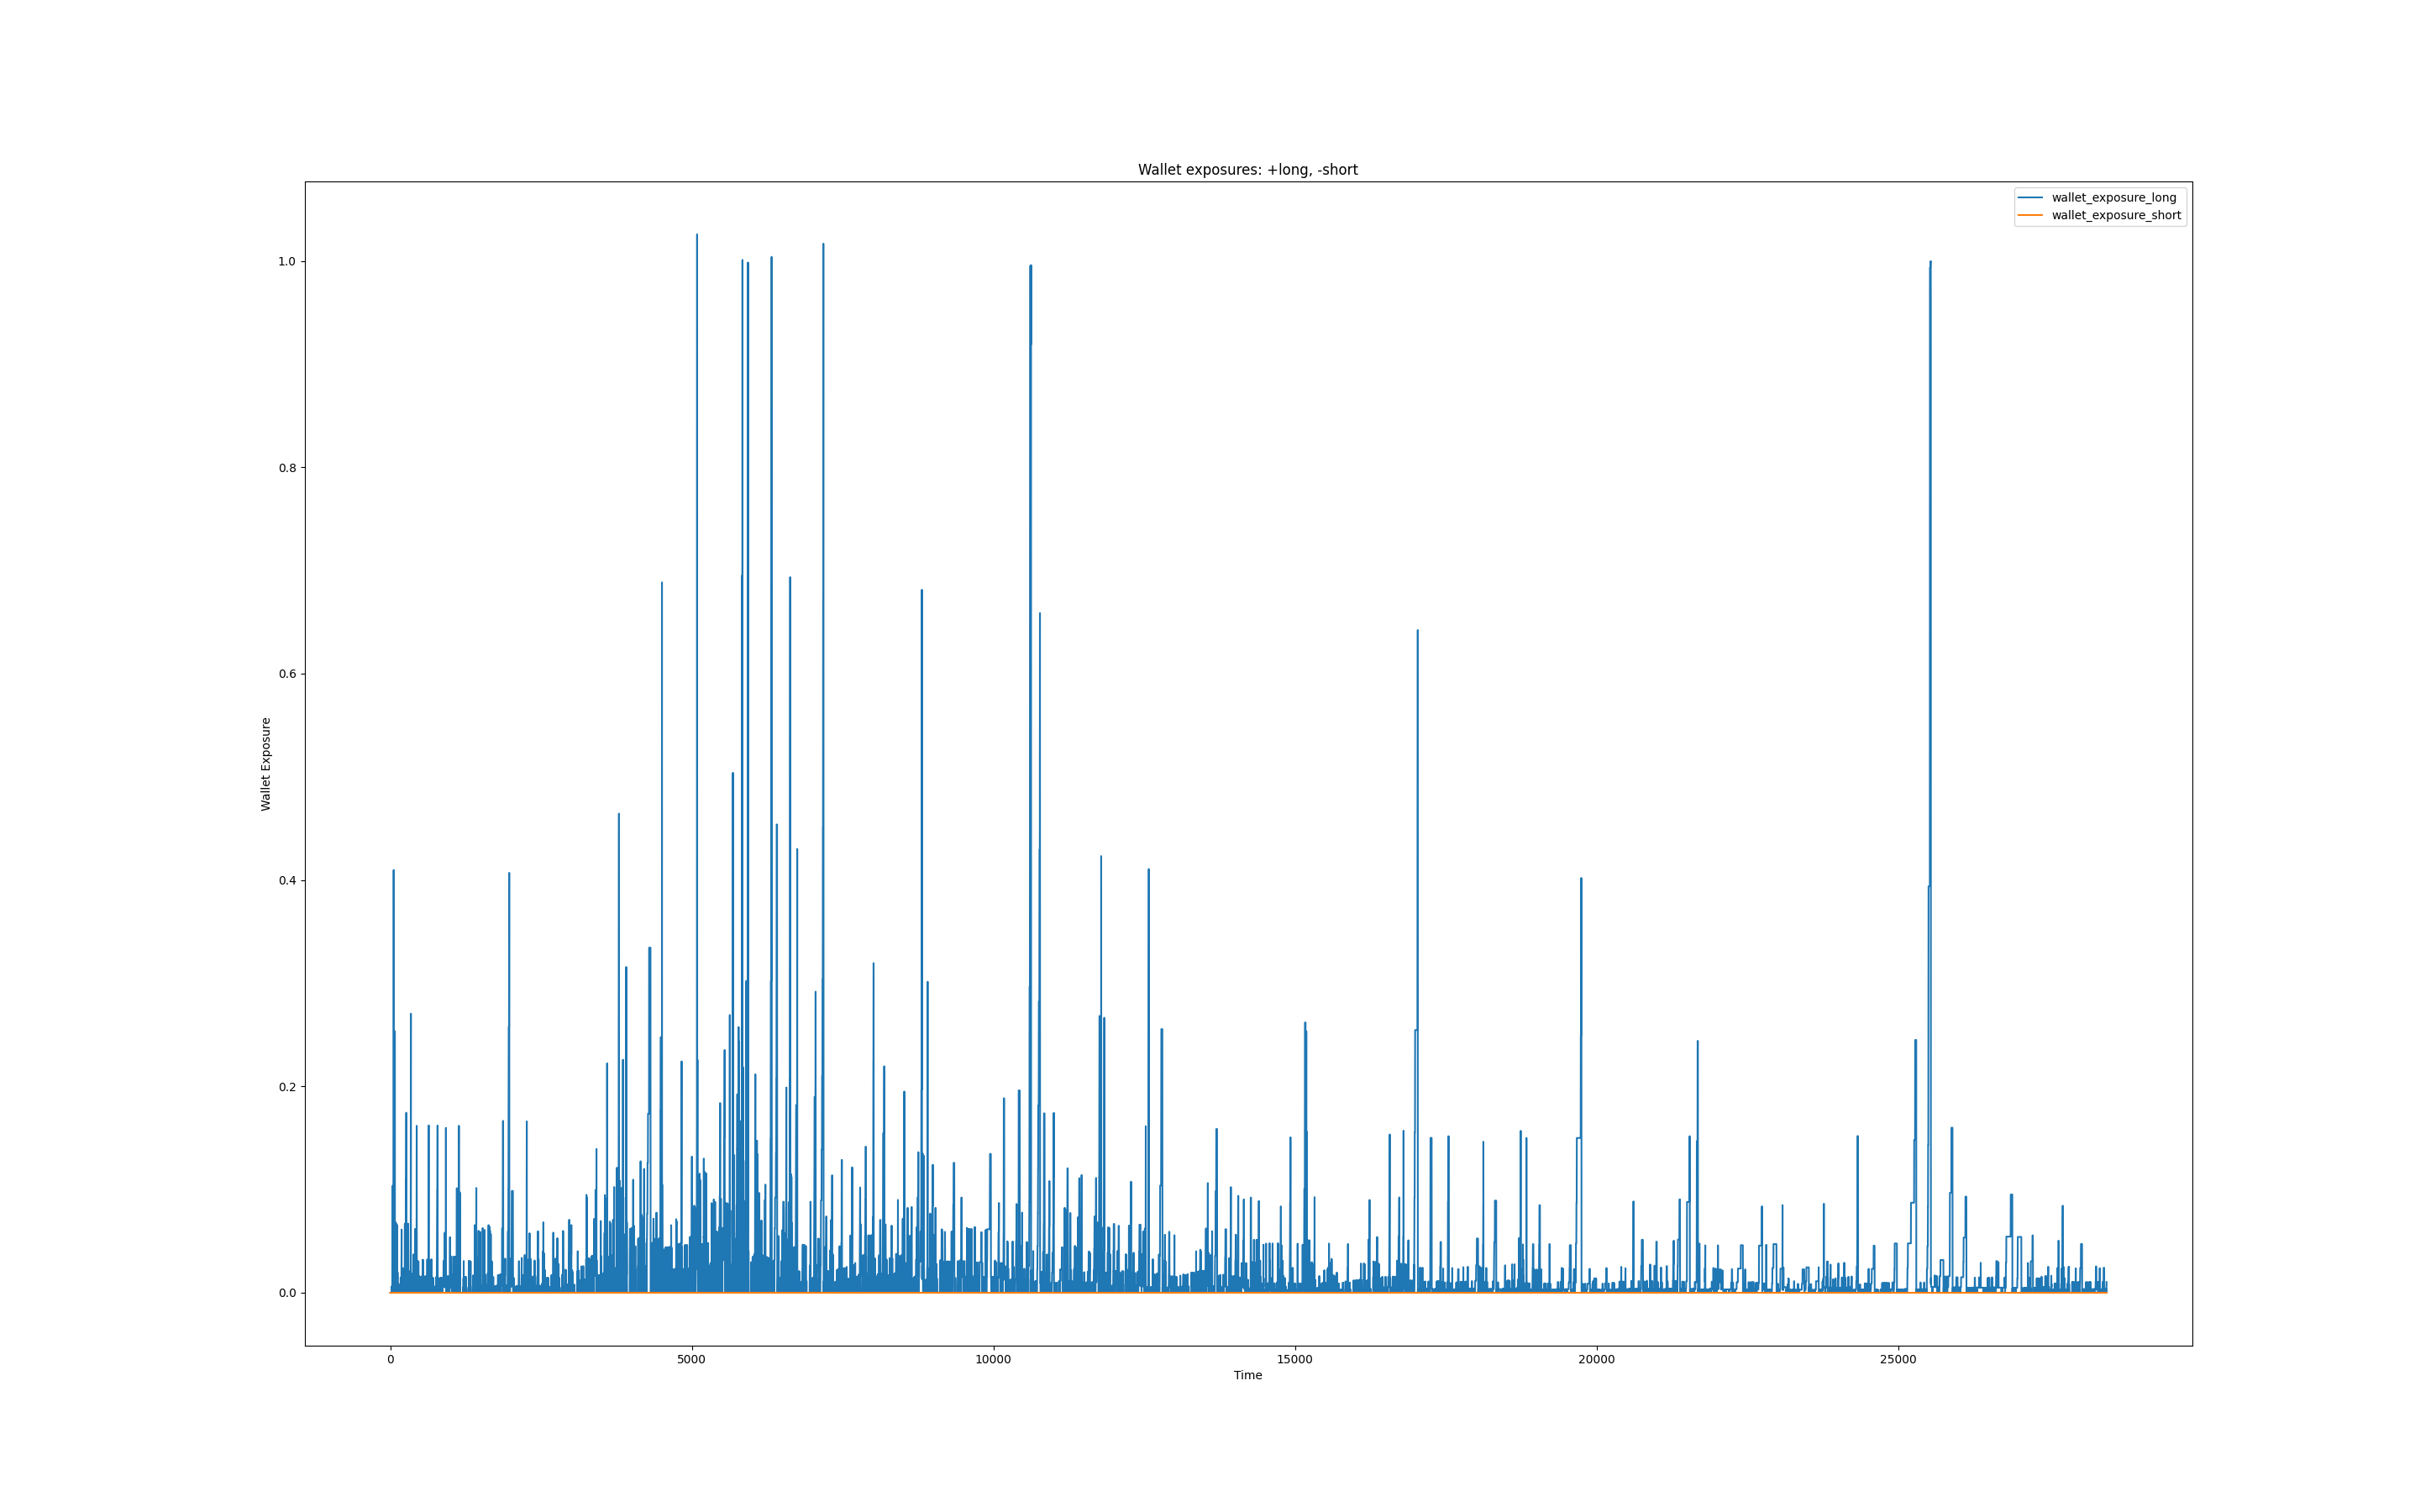 Wallet exposures: +long, -short
wallet_exposure_long
wallet_exposure_short
1.0
0.8
0.6
0.4
0.2
0.0
Wallet Exposure
0 5000 10000 15000 20000 25000
Time